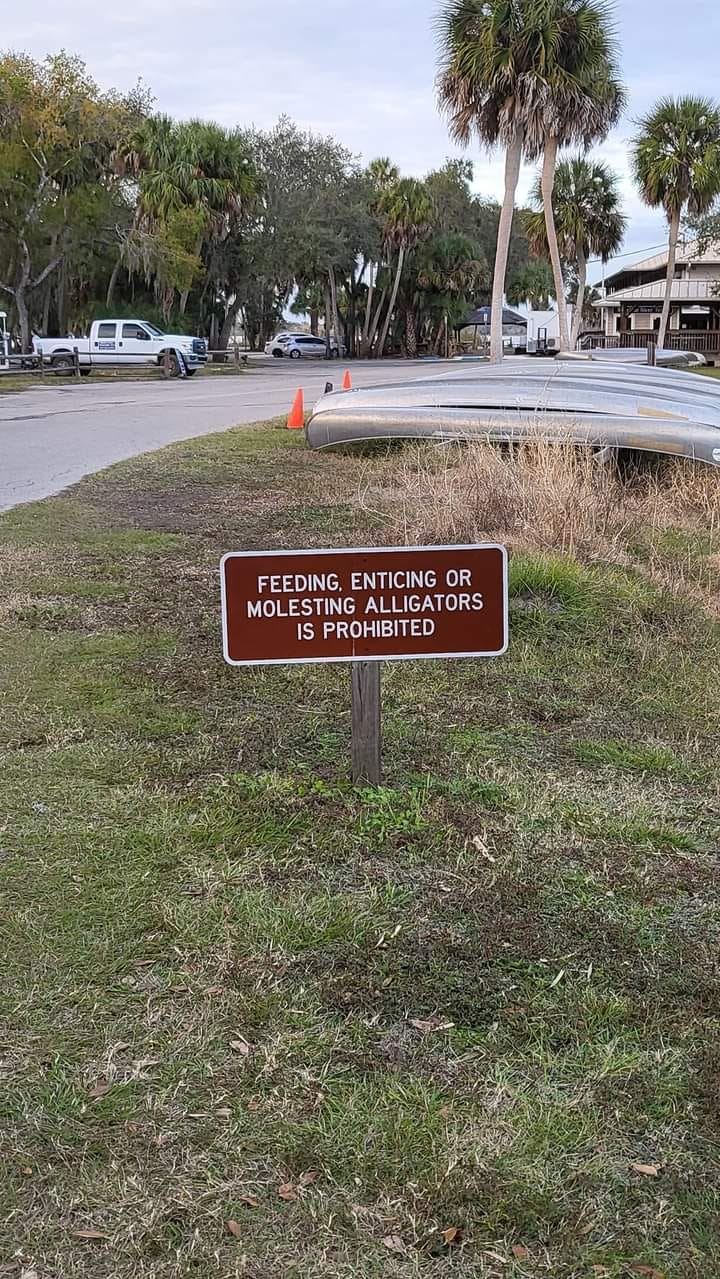 FEEDING, ENTICING OR
MOLESTING ALLIGATORS
IS PROHIBITED